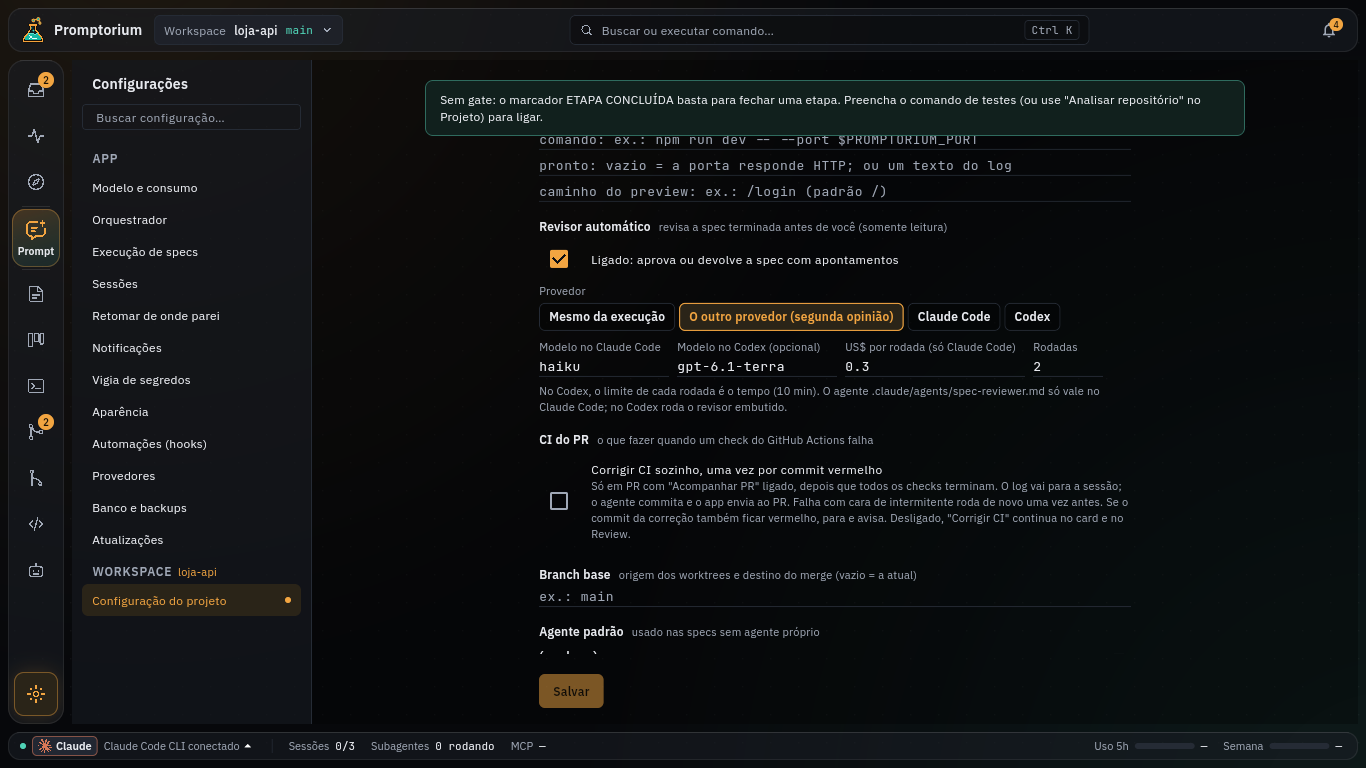 Promptorium
Workspace loja-api main
Buscar ou executar comando…
Ctrl K
4
2
Prompt
2
Configurações
Buscar configuração…
APP
Modelo e consumo
Orquestrador
Execução de specs
Sessões
Retomar de onde parei
Notificações
Vigia de segredos
Aparência
Automações (hooks)
Provedores
Banco e backups
Atualizações
WORKSPACE loja-api
Configuração do projeto
Sem gate: o marcador ETAPA CONCLUÍDA basta para fechar uma etapa. Preencha o comando de testes (ou use "Analisar repositório" no
Projeto) para ligar.
comando: ex.: npm run dev -- --port $PROMPTORIUM_PORT
pronto: vazio = a porta responde HTTP; ou um texto do log
caminho do preview: ex.: /login (padrão /)
Revisor automático revisa a spec terminada antes de você (somente leitura)
Ligado: aprova ou devolve a spec com apontamentos
Provedor
Mesmo da execução
O outro provedor (segunda opinião)
Claude Code
Codex
Modelo no Claude Code
Modelo no Codex (opcional)
US$ por rodada (só Claude Code)
Rodadas
haiku
gpt-6.1-terra
0.3
2
No Codex, o limite de cada rodada é o tempo (10 min). O agente .claude/agents/spec-reviewer.md só vale no
Claude Code; no Codex roda o revisor embutido.
CI do PR o que fazer quando um check do GitHub Actions falha
Corrigir CI sozinho, uma vez por commit vermelho
Só em PR com "Acompanhar PR" ligado, depois que todos os checks terminam. O log vai para a sessão;
o agente commita e o app envia ao PR. Falha com cara de intermitente roda de novo uma vez antes. Se o
commit da correção também ficar vermelho, para e avisa. Desligado, "Corrigir CI" continua no card e no
Review.
Branch base origem dos worktrees e destino do merge (vazio = a atual)
ex.: main
Agente padrão usado nas specs sem agente próprio
Salvar
Claude
Claude Code CLI conectado
Sessões 0/3
Subagentes 0 rodando
MCP —
Uso 5h —
Semana —